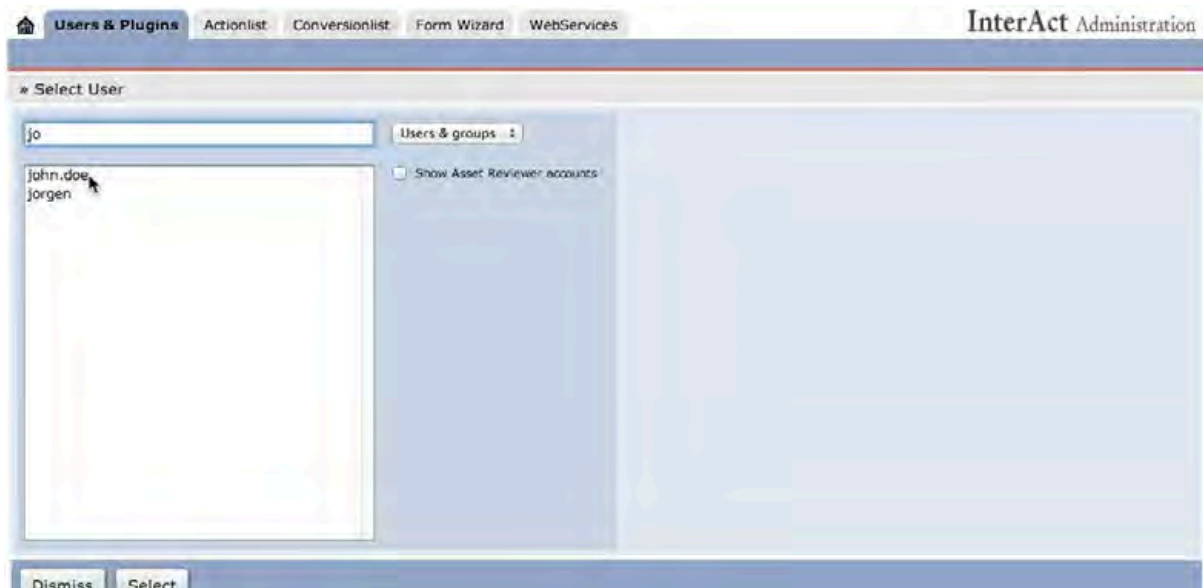 Users & Plugins Actionlist Conversionlist Form Wizard WebServices InterAct Administration
» Select User
jo Users & groups
john.doe Show Asset Reviewer accounts
jorgen
Dismiss Select